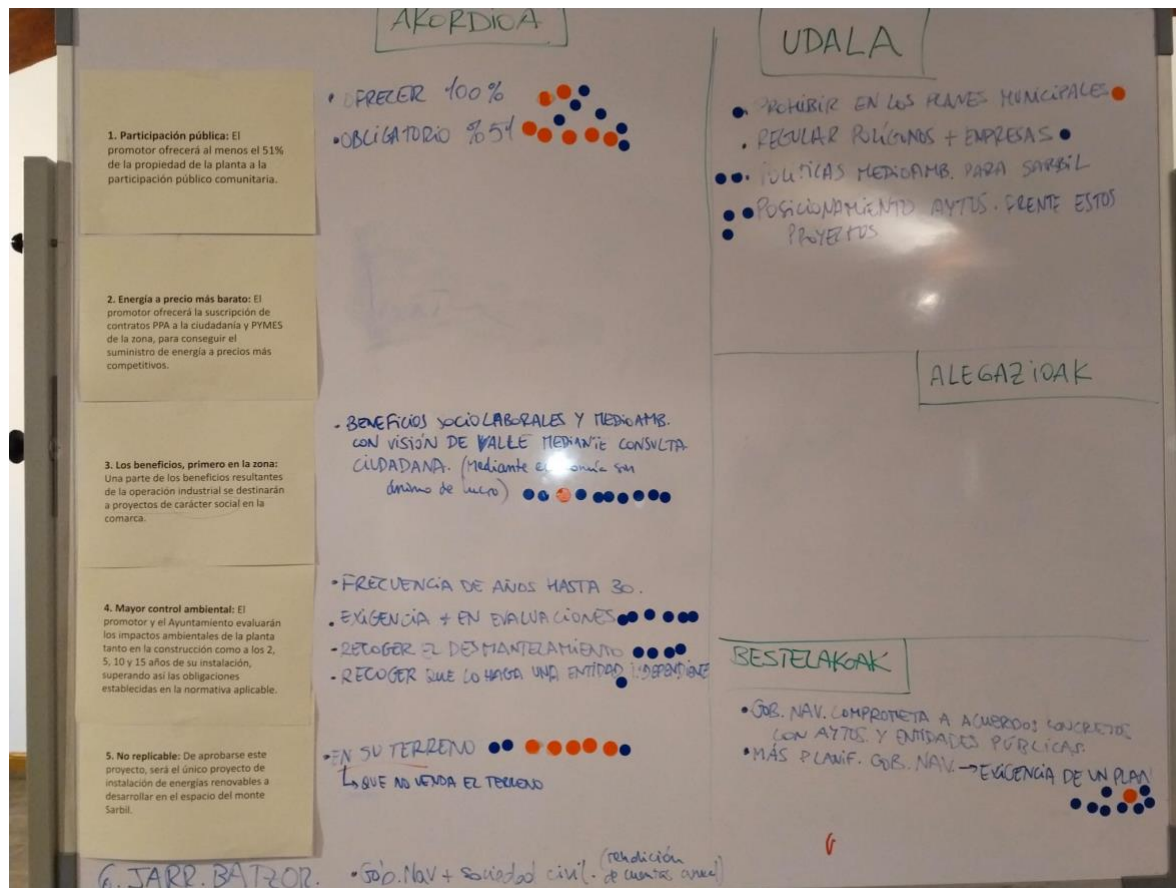 AKORDIOA
1. Participación pública: El
promotor ofrecerá al menos el 51%
de la propiedad de la planta a la
participación público comunitaria.
• OFRECER 100%
• OBLIGATORIO %51
2. Energía a precio más barato: El
promotor ofrecerá la suscripción de
contratos PPA a la ciudadanía y PYMES
de la zona, para conseguir el
suministro de energía a precios más
competitivos.
3. Los beneficios, primero en la zona:
Una parte de los beneficios resultantes
de la operación industrial se destinarán
a proyectos de carácter social en la
comarca.
• BENEFICIOS SOCIOLABORALES Y MEDIOAMB.
CON VISIÓN DE VALLE MEDIANTE CONSULTA
CIUDADANA. (Mediante economía sin
ánimo de lucro)
4. Mayor control ambiental: El
promotor y el Ayuntamiento evaluarán
los impactos ambientales de la planta
tanto en la construcción como a los 2,
5, 10 y 15 años de su instalación,
superando así las obligaciones
establecidas en la normativa aplicable.
• FRECUENCIA DE AÑOS HASTA 30.
• EXIGENCIA + EN EVALUACIONES
• RECOGER EL DESMANTELAMIENTO
• RECOGER QUE LO HAGA UNA ENTIDAD
5. No replicable: De aprobarse este
proyecto, será el único proyecto de
instalación de energías renovables a
desarrollar en el espacio del monte
Sarbil.
• EN SU TERRENO
↳ QUE NO VENDA EL TERRENO
6. JARR. BATZOR.
• Gob. Nav + sociedad civil. (rendición
de cuentas anual)
UDALA
PROHIBIR EN LOS PLANES MUNICIPALES
• REGULAR POLÍGONOS + EMPRESAS
• POLITICAS MEDIOAMB. PARA SARBIL
• POSICIONAMIENTO AYTOS. FRENTE ESTOS
PROYECTOS
ALEGAZIOAK
BESTELAKOAK
• GOB. NAV. COMPROMETA A ACUERDOS CONCRETOS
CON AYTOS. Y ENTIDADES PÚBLICAS.
• MÁS PLANIF. GOB. NAV. → EXIGENCIA DE UN PLAN